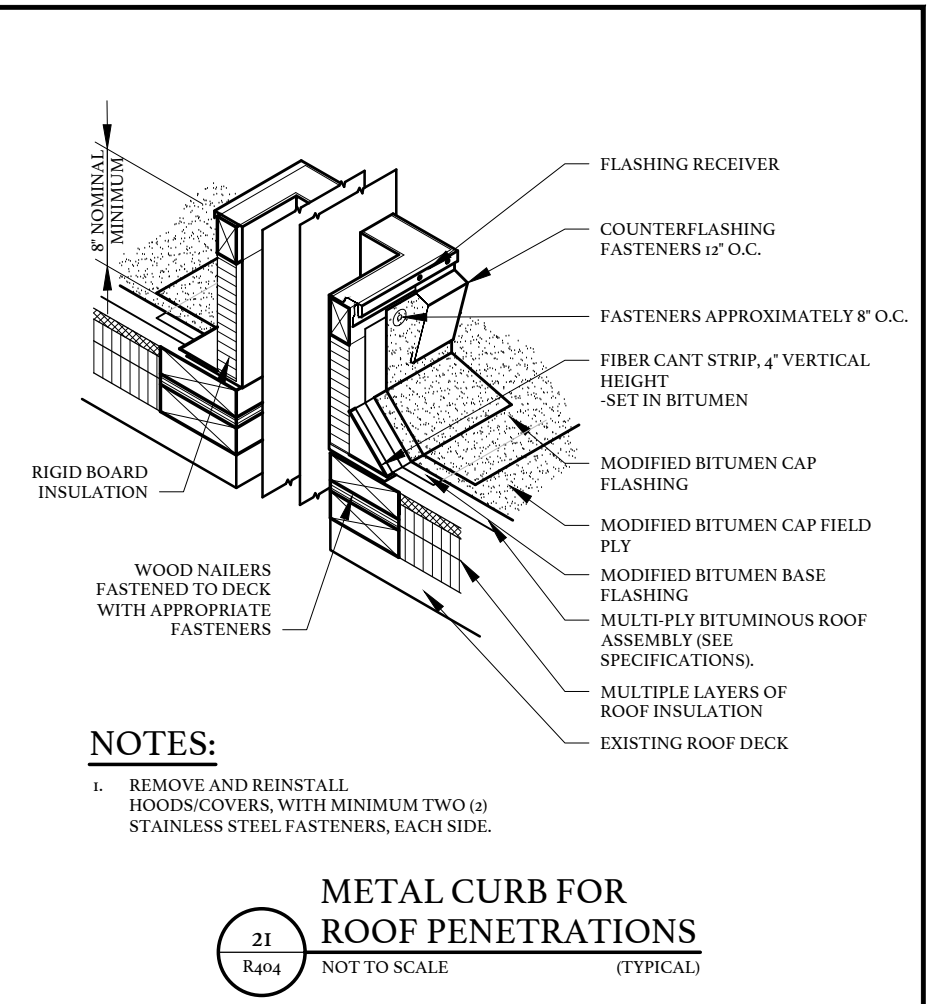 8" NOMINAL
MINIMUM
FLASHING RECEIVER
COUNTERFLASHING
FASTENERS 12" O.C.
FASTENERS APPROXIMATELY 8" O.C.
FIBER CANT STRIP, 4" VERTICAL
HEIGHT
-SET IN BITUMEN
MODIFIED BITUMEN CAP
FLASHING
MODIFIED BITUMEN CAP FIELD
PLY
MODIFIED BITUMEN BASE
FLASHING
MULTI-PLY BITUMINOUS ROOF
ASSEMBLY (SEE
SPECIFICATIONS).
MULTIPLE LAYERS OF
ROOF INSULATION
EXISTING ROOF DECK
RIGID BOARD
INSULATION
WOOD NAILERS
FASTENED TO DECK
WITH APPROPRIATE
FASTENERS
NOTES:
1. REMOVE AND REINSTALL
HOODS/COVERS, WITH MINIMUM TWO (2)
STAINLESS STEEL FASTENERS, EACH SIDE.
21
R404
METAL CURB FOR
ROOF PENETRATIONS
NOT TO SCALE (TYPICAL)